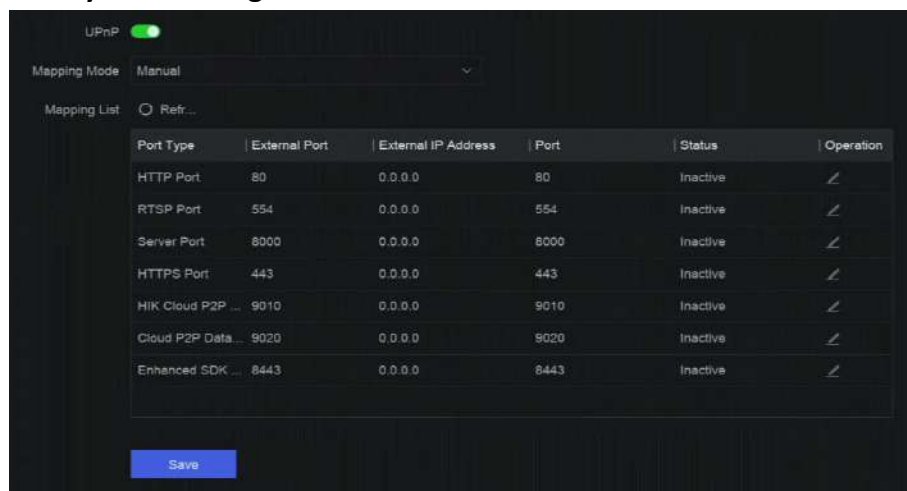 UPnP
Mapping Mode Manual
Mapping List Refr...
Port Type External Port External IP Address Port Status Operation
HTTP Port 80 0.0.0.0 80 Inactive
RTSP Port 554 0.0.0.0 554 Inactive
Server Port 8000 0.0.0.0 8000 Inactive
HTTPS Port 443 0.0.0.0 443 Inactive
HIK Cloud P2P ... 9010 0.0.0.0 9010 Inactive
Cloud P2P Data... 9020 0.0.0.0 9020 Inactive
Enhanced SDK ... 8443 0.0.0.0 8443 Inactive
Save